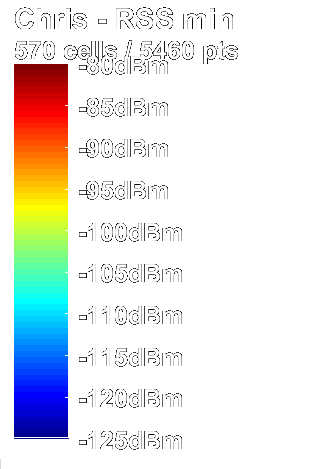 Chris - RSS min
570 cells / 5460 pts
-80dBm
-85dBm
-90dBm
-95dBm
-100dBm
-105dBm
-110dBm
-115dBm
-120dBm
-125dBm